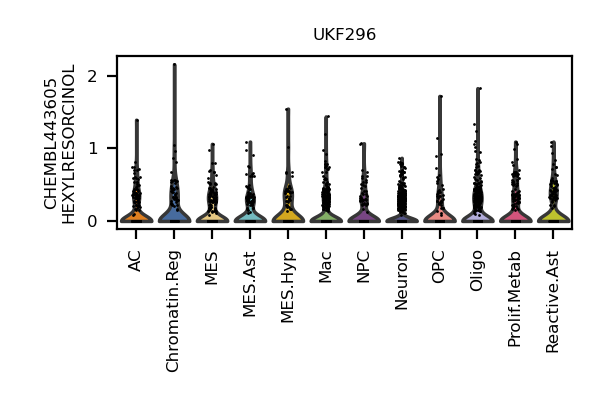 UKF296
CHEMBL443605
HEXYLRESORCINOL
2
1
0
AC
Chromatin.Reg
MES
MES.Ast
MES.Hyp
Mac
NPC
Neuron
OPC
Oligo
Prolif.Metab
Reactive.Ast